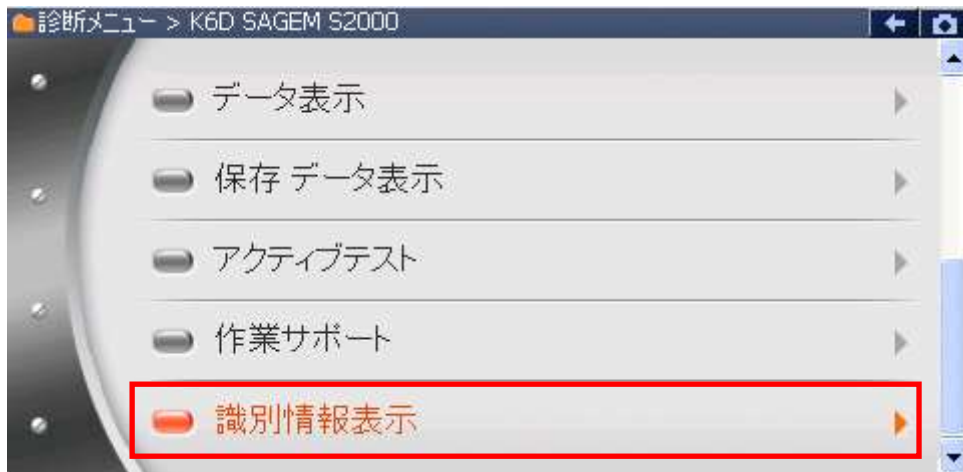 診断メニュー > K6D SAGEM S2000
データ表示
保存 データ表示
アクティブテスト
作業サポート
識別情報表示